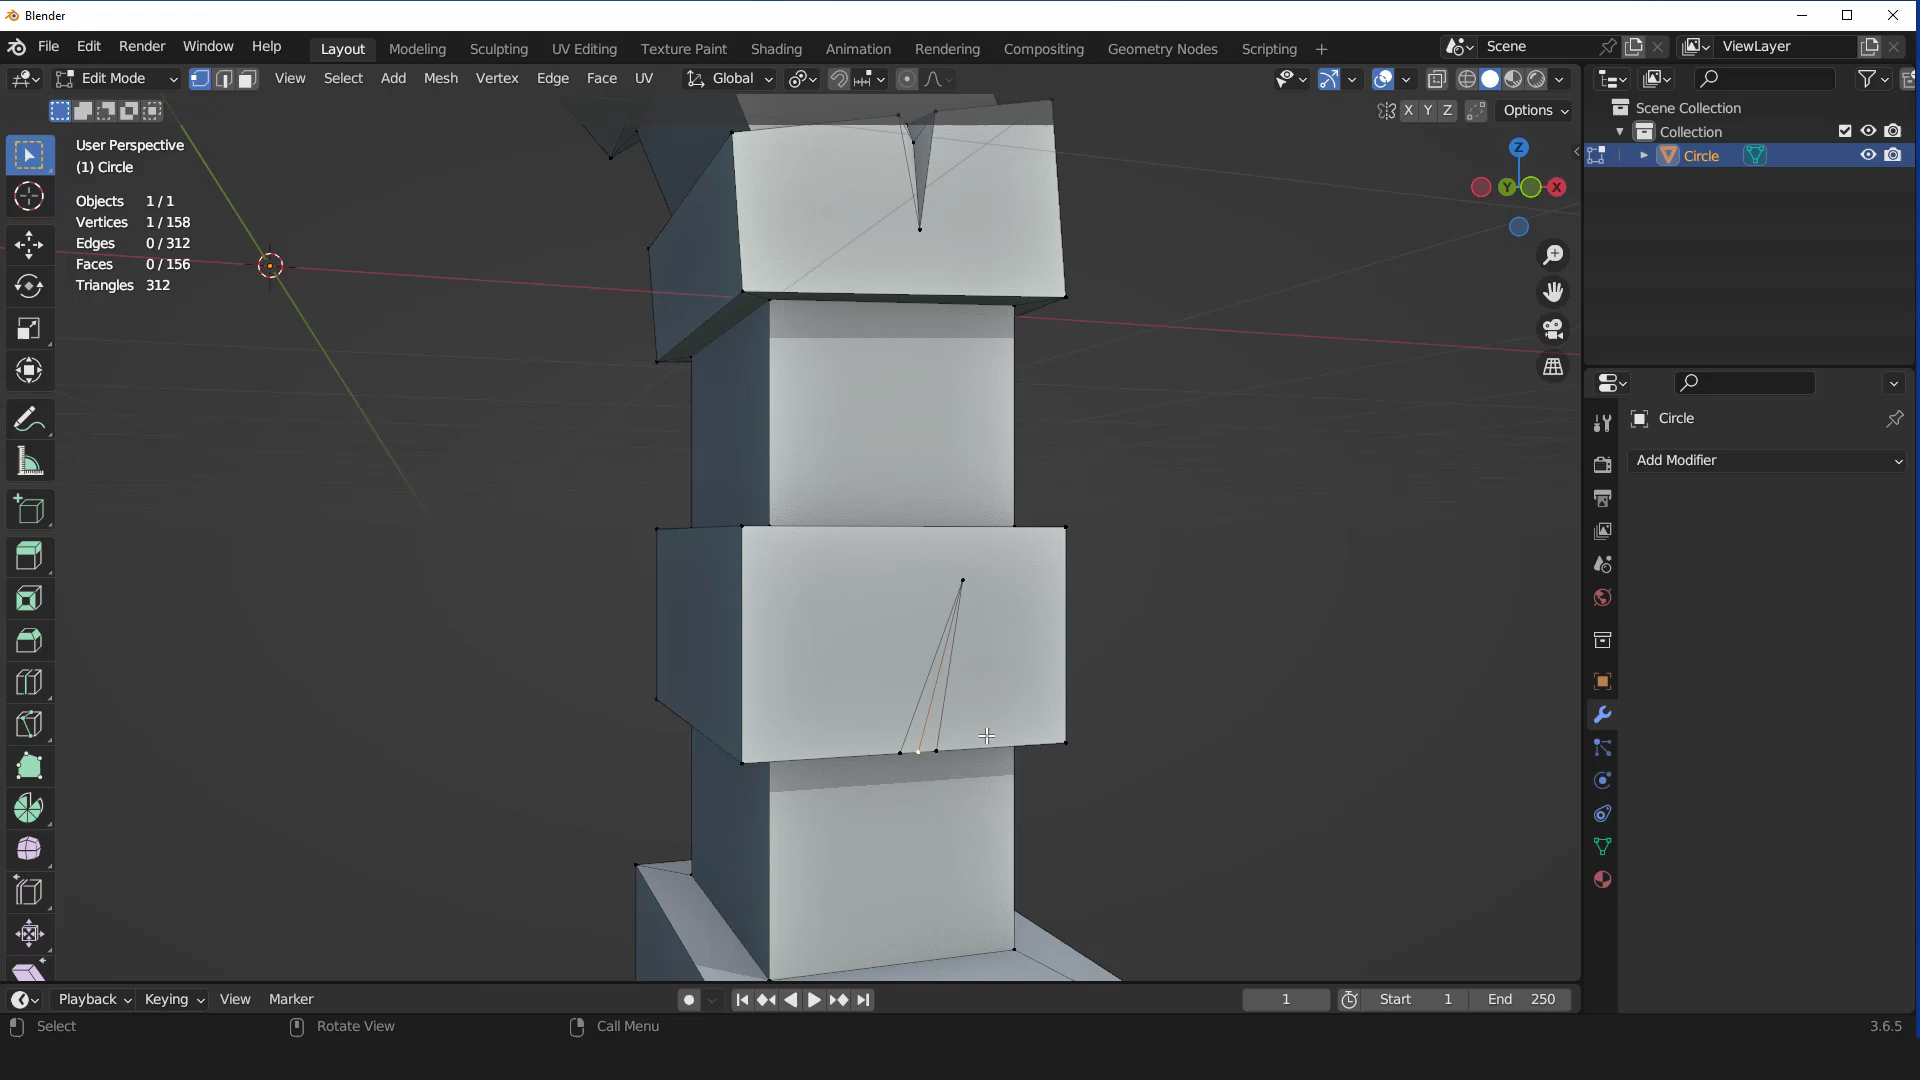 Blender
File Edit Render Window Help Layout Modeling Sculpting UV Editing Texture Paint Shading Animation Rendering Compositing Geometry Nodes Scripting + Scene ViewLayer
Edit Mode View Select Add Mesh Vertex Edge Face UV Global
X Y Z Options
Scene Collection
Collection
Circle
User Perspective
(1) Circle
Objects 1/1
Vertices 1/158
Edges 0/312
Faces 0/156
Triangles 312
Z
Y X
Circle
Add Modifier
Playback Keying View Marker 1 Start 1 End 250
Select Rotate View Call Menu 3.6.5